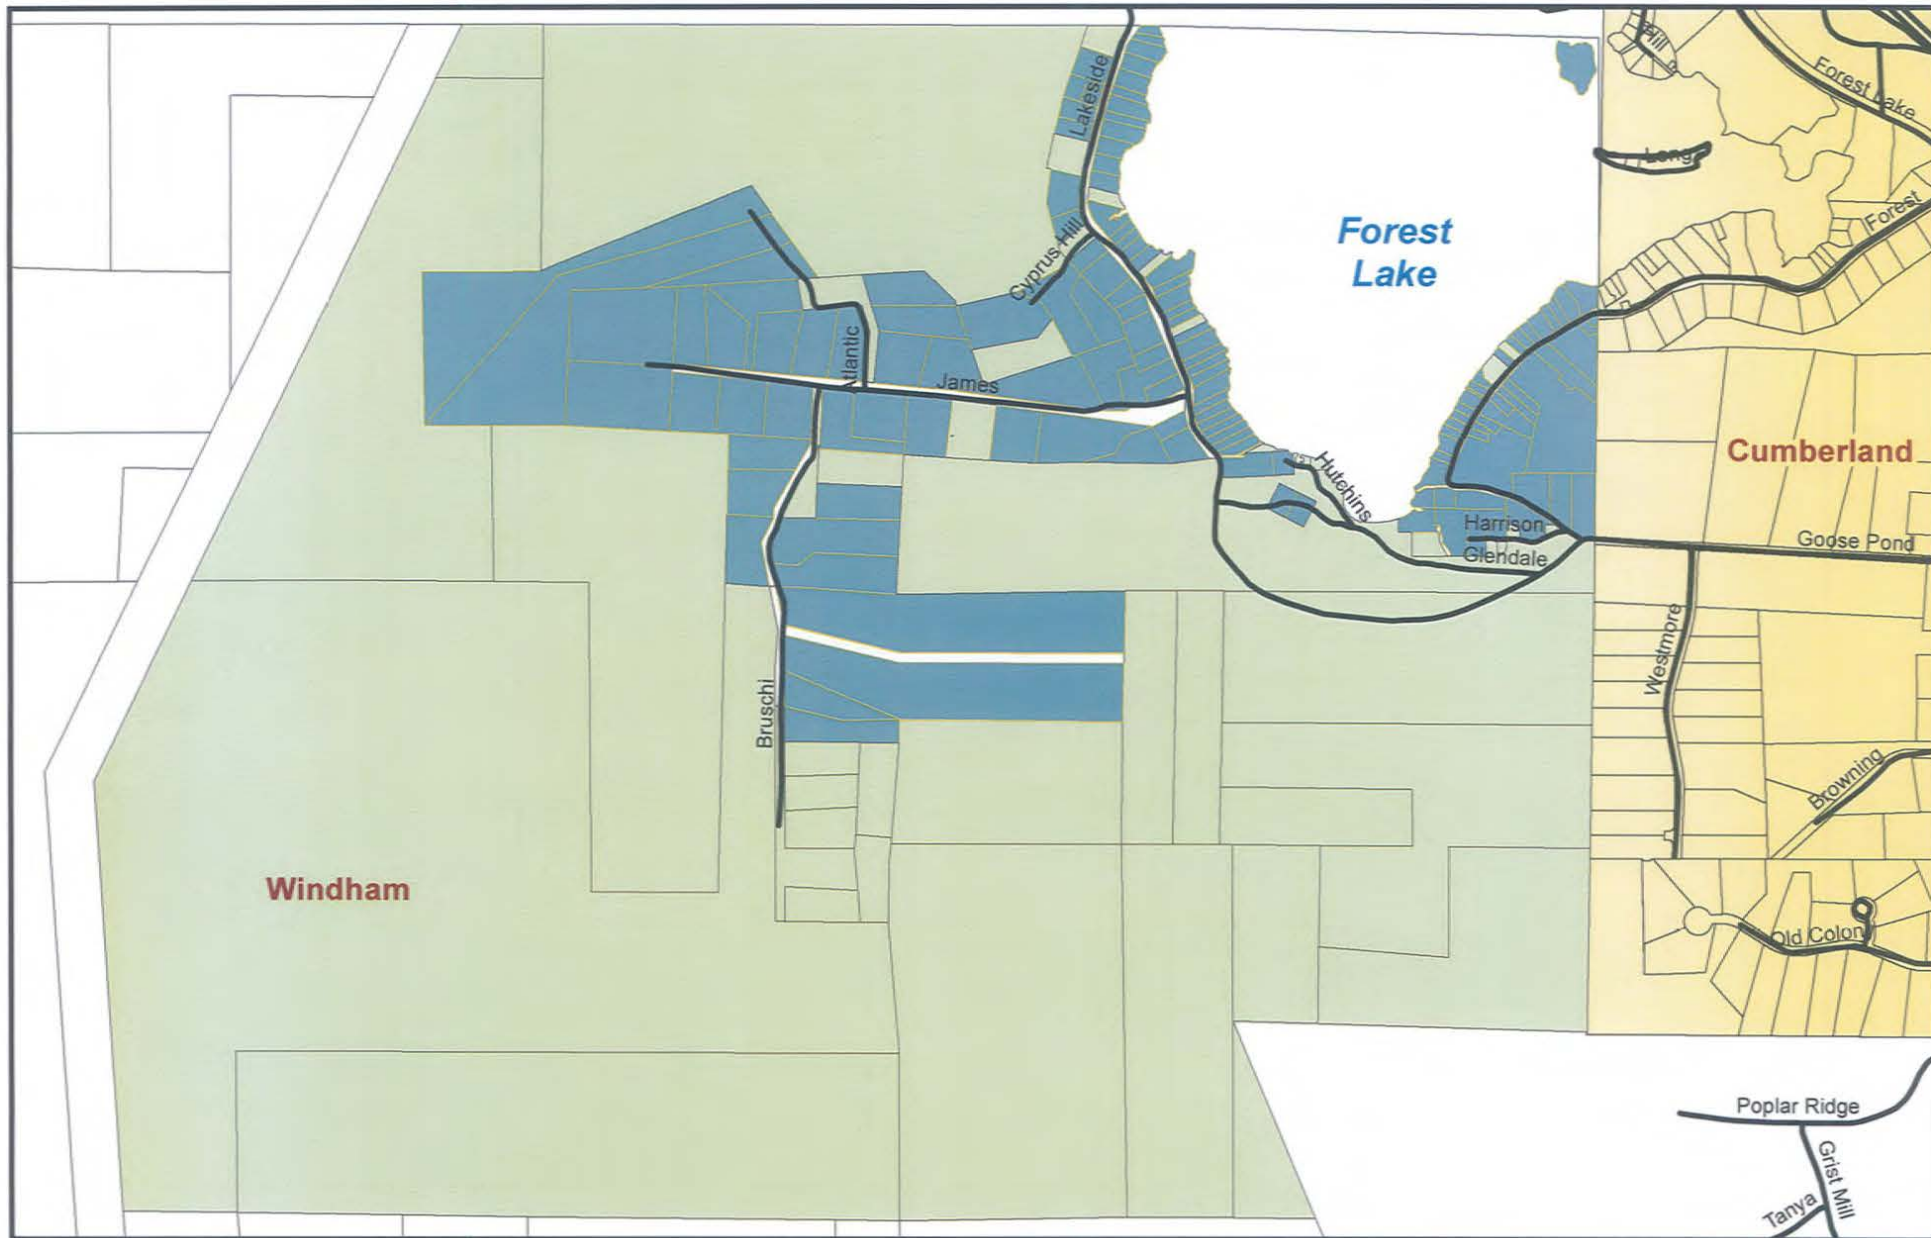 Hill
Forest Lake
Lakeside
Long
Forest
Forest
Lake
Cyprus Hill
Atlantic
James
Cumberland
Hutchins
Harrison
Goose Pond
Glendale
Westmore
Bruschi
Browning
Windham
Old Colon
Poplar Ridge
Grist Mill
Tanya